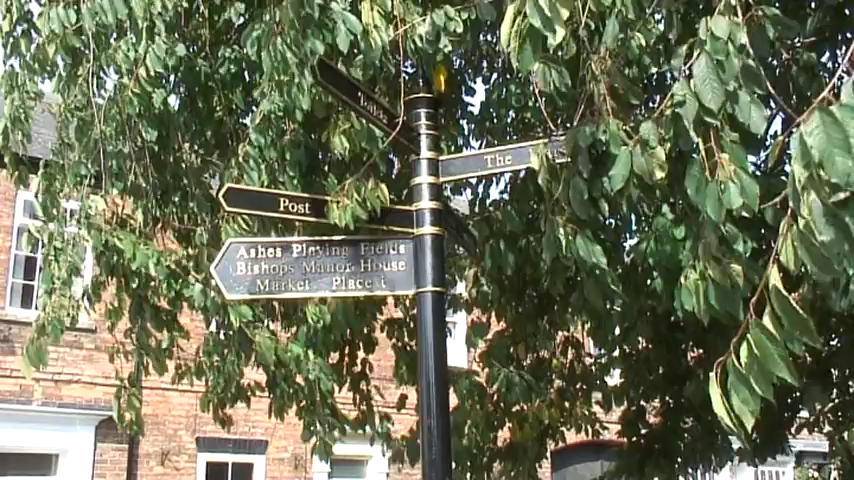 The
Post
Ashes Playing Fields
Bishops Manor House
Market Place i